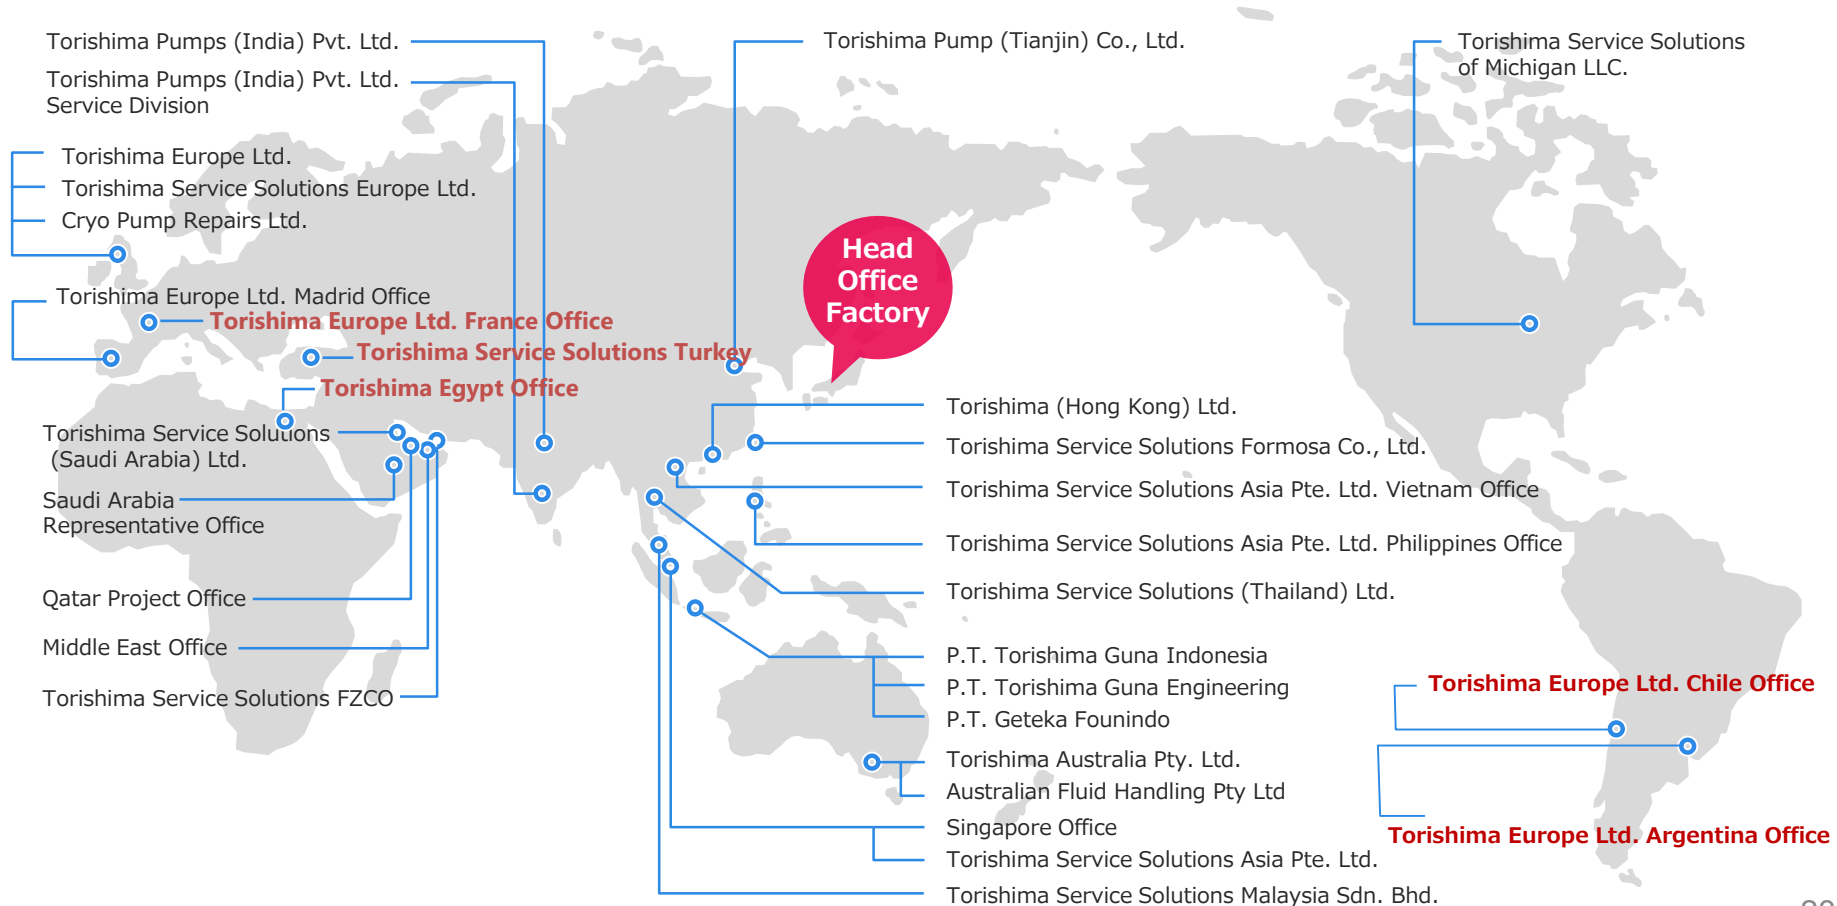 Torishima Pumps (India) Pvt. Ltd.
Torishima Pumps (India) Pvt. Ltd.
Service Division
Torishima Pump (Tianjin) Co., Ltd.
Torishima Service Solutions
of Michigan LLC.
Torishima Europe Ltd.
Torishima Service Solutions Europe Ltd.
Cryo Pump Repairs Ltd.
Head
Office
Factory
Torishima Europe Ltd. Madrid Office
Torishima Europe Ltd. France Office
Torishima Service Solutions Turkey
Torishima Egypt Office
Torishima Service Solutions
(Saudi Arabia) Ltd.
Saudi Arabia
Representative Office
Qatar Project Office
Middle East Office
Torishima Service Solutions FZCO
Torishima (Hong Kong) Ltd.
Torishima Service Solutions Formosa Co., Ltd.
Torishima Service Solutions Asia Pte. Ltd. Vietnam Office
Torishima Service Solutions Asia Pte. Ltd. Philippines Office
Torishima Service Solutions (Thailand) Ltd.
P.T. Torishima Guna Indonesia
P.T. Torishima Guna Engineering
P.T. Geteka Founindo
Torishima Australia Pty. Ltd.
Australian Fluid Handling Pty Ltd
Singapore Office
Torishima Service Solutions Asia Pte. Ltd.
Torishima Service Solutions Malaysia Sdn. Bhd.
Torishima Europe Ltd. Chile Office
Torishima Europe Ltd. Argentina Office